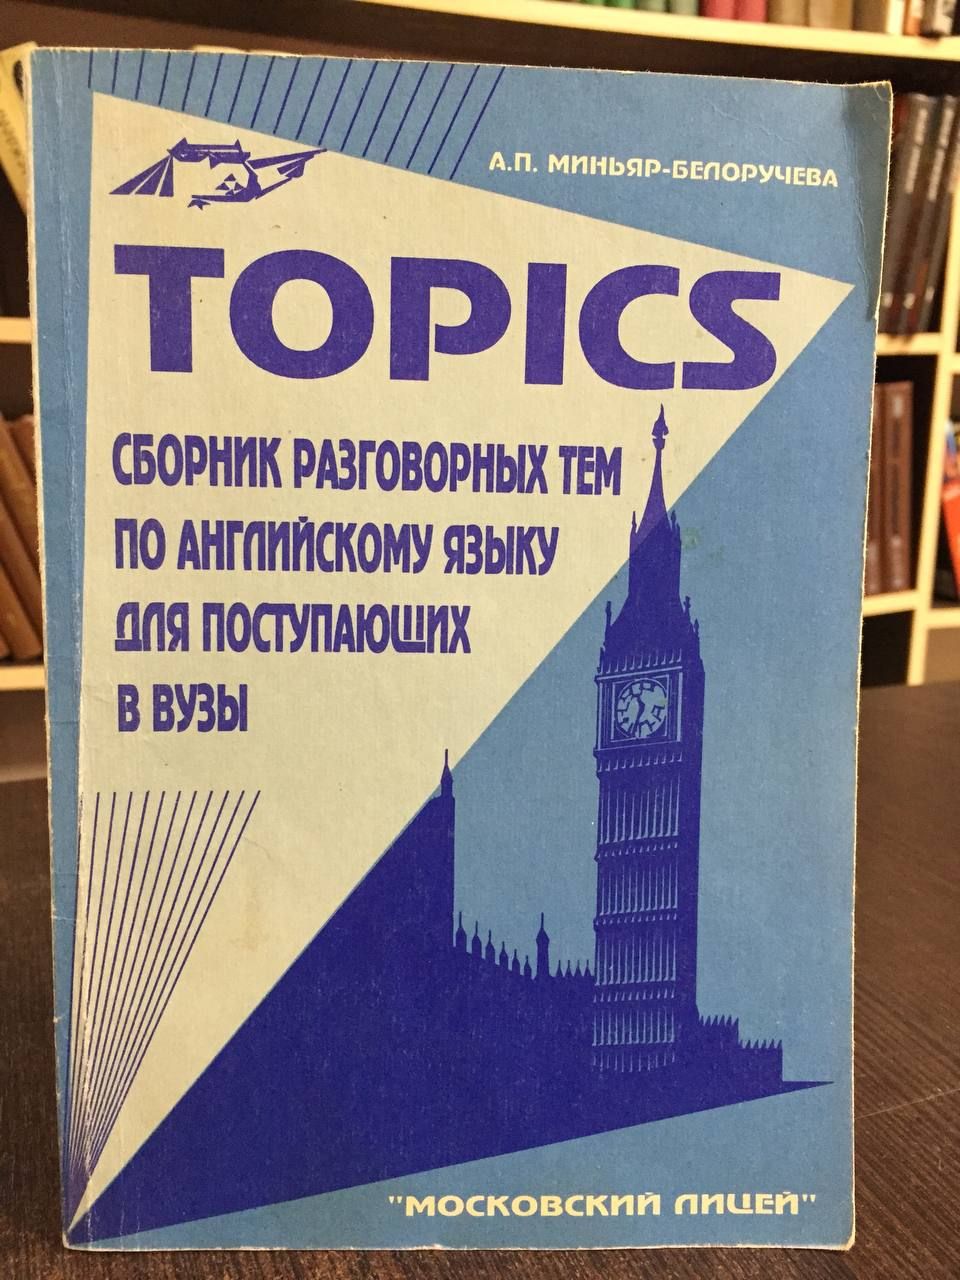 А.П. МИНЬЯР-БЕЛОРУЧЕВА
TOPICS
СБОРНИК РАЗГОВОРНЫХ ТЕМ
ПО АНГЛИЙСКОМУ ЯЗЫКУ
ДЛЯ ПОСТУПАЮЩИХ
В ВУЗЫ
"МОСКОВСКИЙ ЛИЦЕЙ"